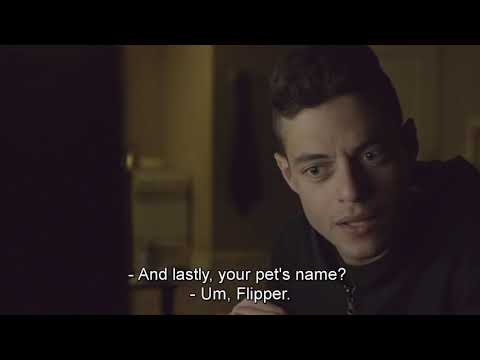 - And lastly, your pet's name?
- Um, Flipper.